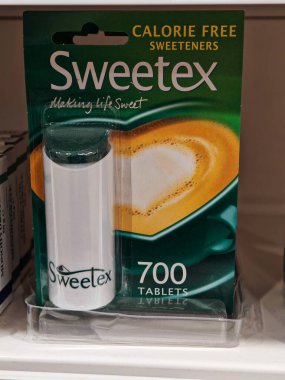 CALORIE FREE
SWEETENERS
Sweetex
Making life Sweet
Sweetex
700
TABLETS